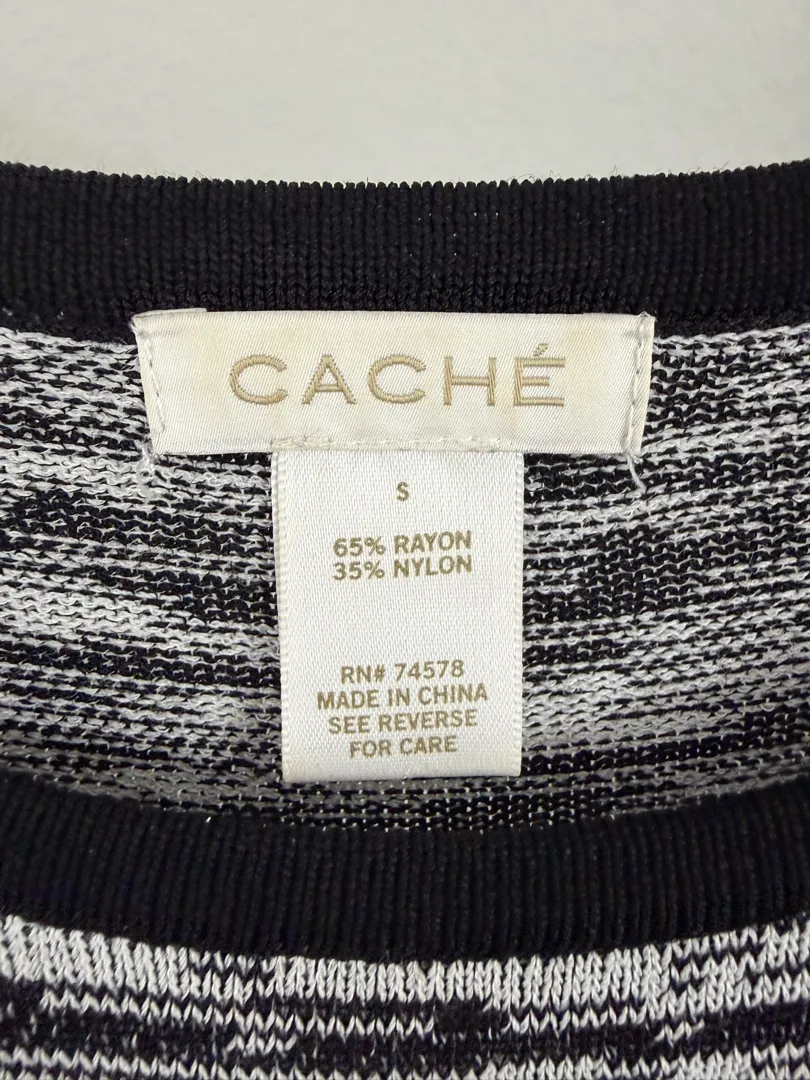 CACHÉ
S
65% RAYON
35% NYLON
RN# 74578
MADE IN CHINA
SEE REVERSE
FOR CARE